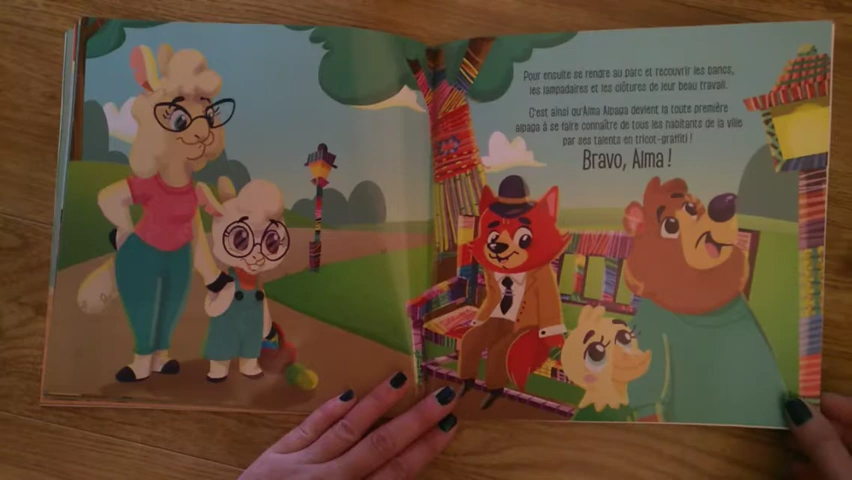 Pour ensuite se rendre au parc et recouvrir les bancs,
les lampadaires et les clôtures de leur beau travail.
C'est ainsi qu'Alma Alpaga devient la toute première
alpaga à se faire connaître de tous les habitants de la ville
par ses talents en tricot-graffiti !
Bravo, Alma !